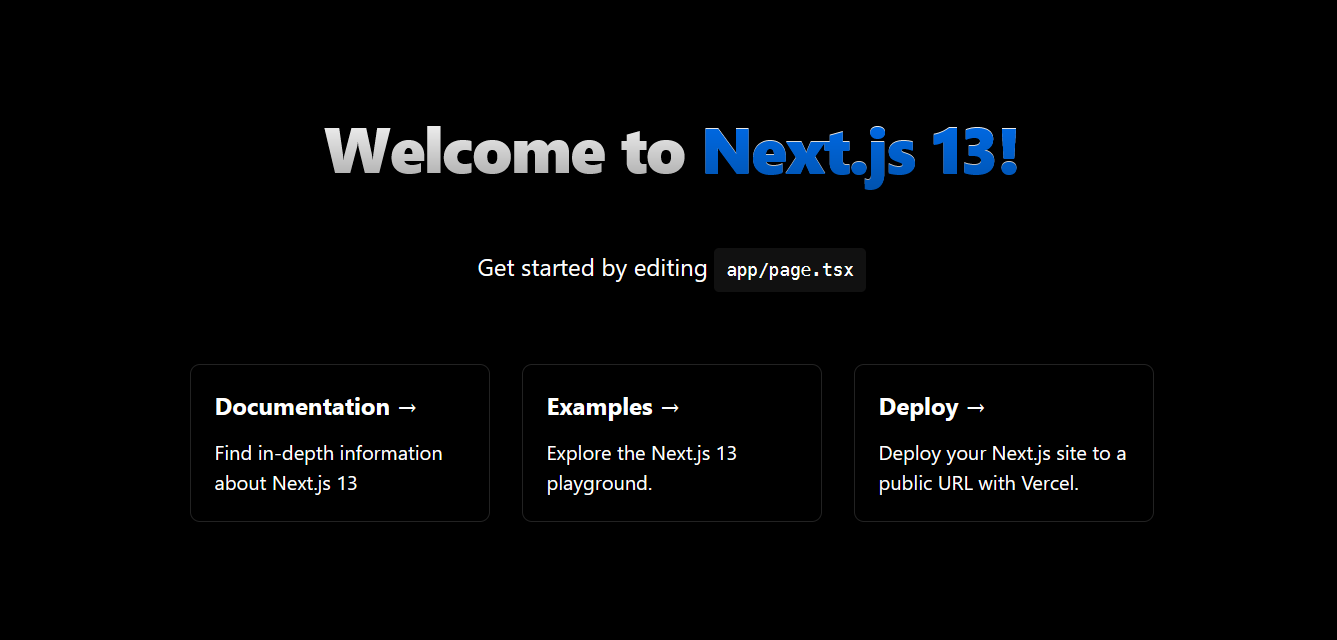 Welcome to Next.js 13!
Get started by editing app/page.tsx
Documentation →
Find in-depth information
about Next.js 13
Examples →
Explore the Next.js 13
playground.
Deploy →
Deploy your Next.js site to a
public URL with Vercel.